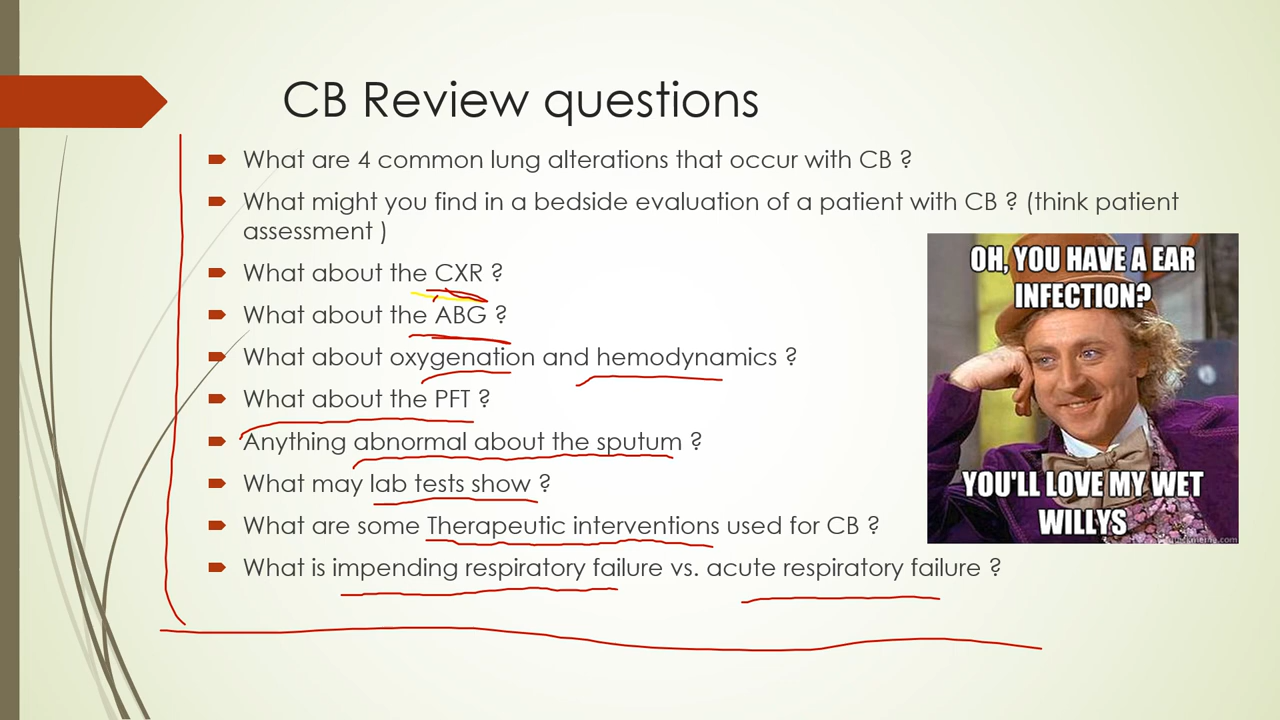 CB Review questions
What are 4 common lung alterations that occur with CB ?
What might you find in a bedside evaluation of a patient with CB ? (think patient
assessment )
What about the CXR ?
What about the ABG ?
What about oxygenation and hemodynamics ?
What about the PFT ?
Anything abnormal about the sputum ?
What may lab tests show ?
What are some Therapeutic interventions used for CB ?
What is impending respiratory failure vs. acute respiratory failure ?
OH, YOU HAVE A EAR
INFECTION?
YOU'LL LOVE MY WET
WILLYS